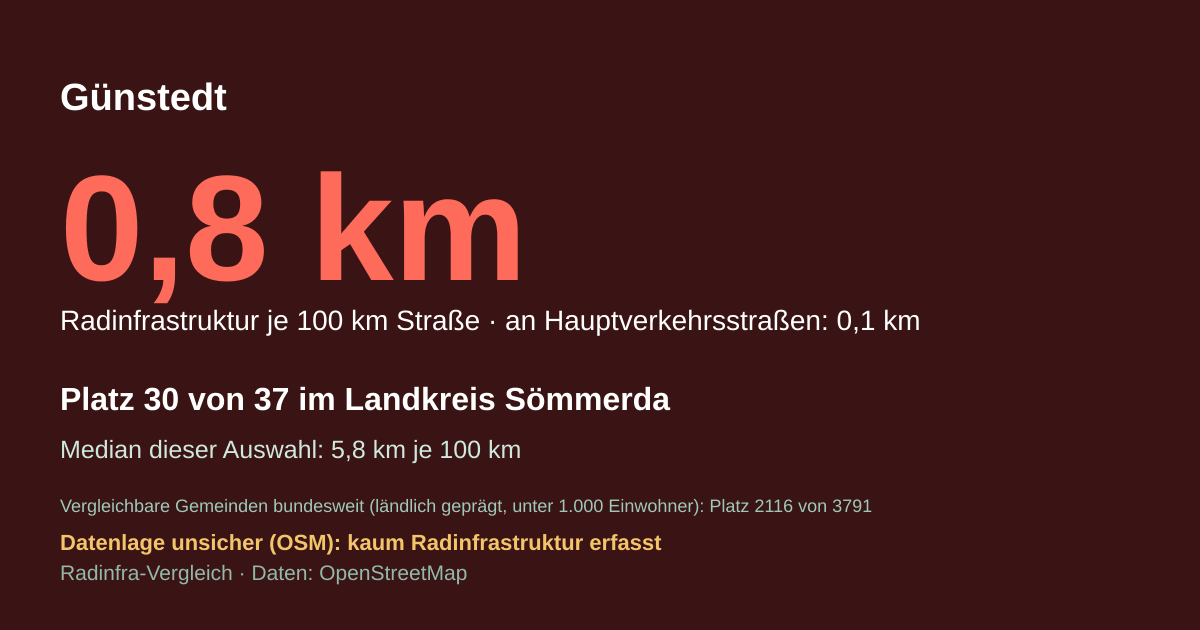 Günstedt
0,8 km
Radinfrastruktur je 100 km Straße · an Hauptverkehrsstraßen: 0,1 km
Platz 30 von 37 im Landkreis Sömmerda
Median dieser Auswahl: 5,8 km je 100 km
Vergleichbare Gemeinden bundesweit (ländlich geprägt, unter 1.000 Einwohner): Platz 2116 von 3791
Datenlage unsicher (OSM): kaum Radinfrastruktur erfasst
Radinfra-Vergleich · Daten: OpenStreetMap